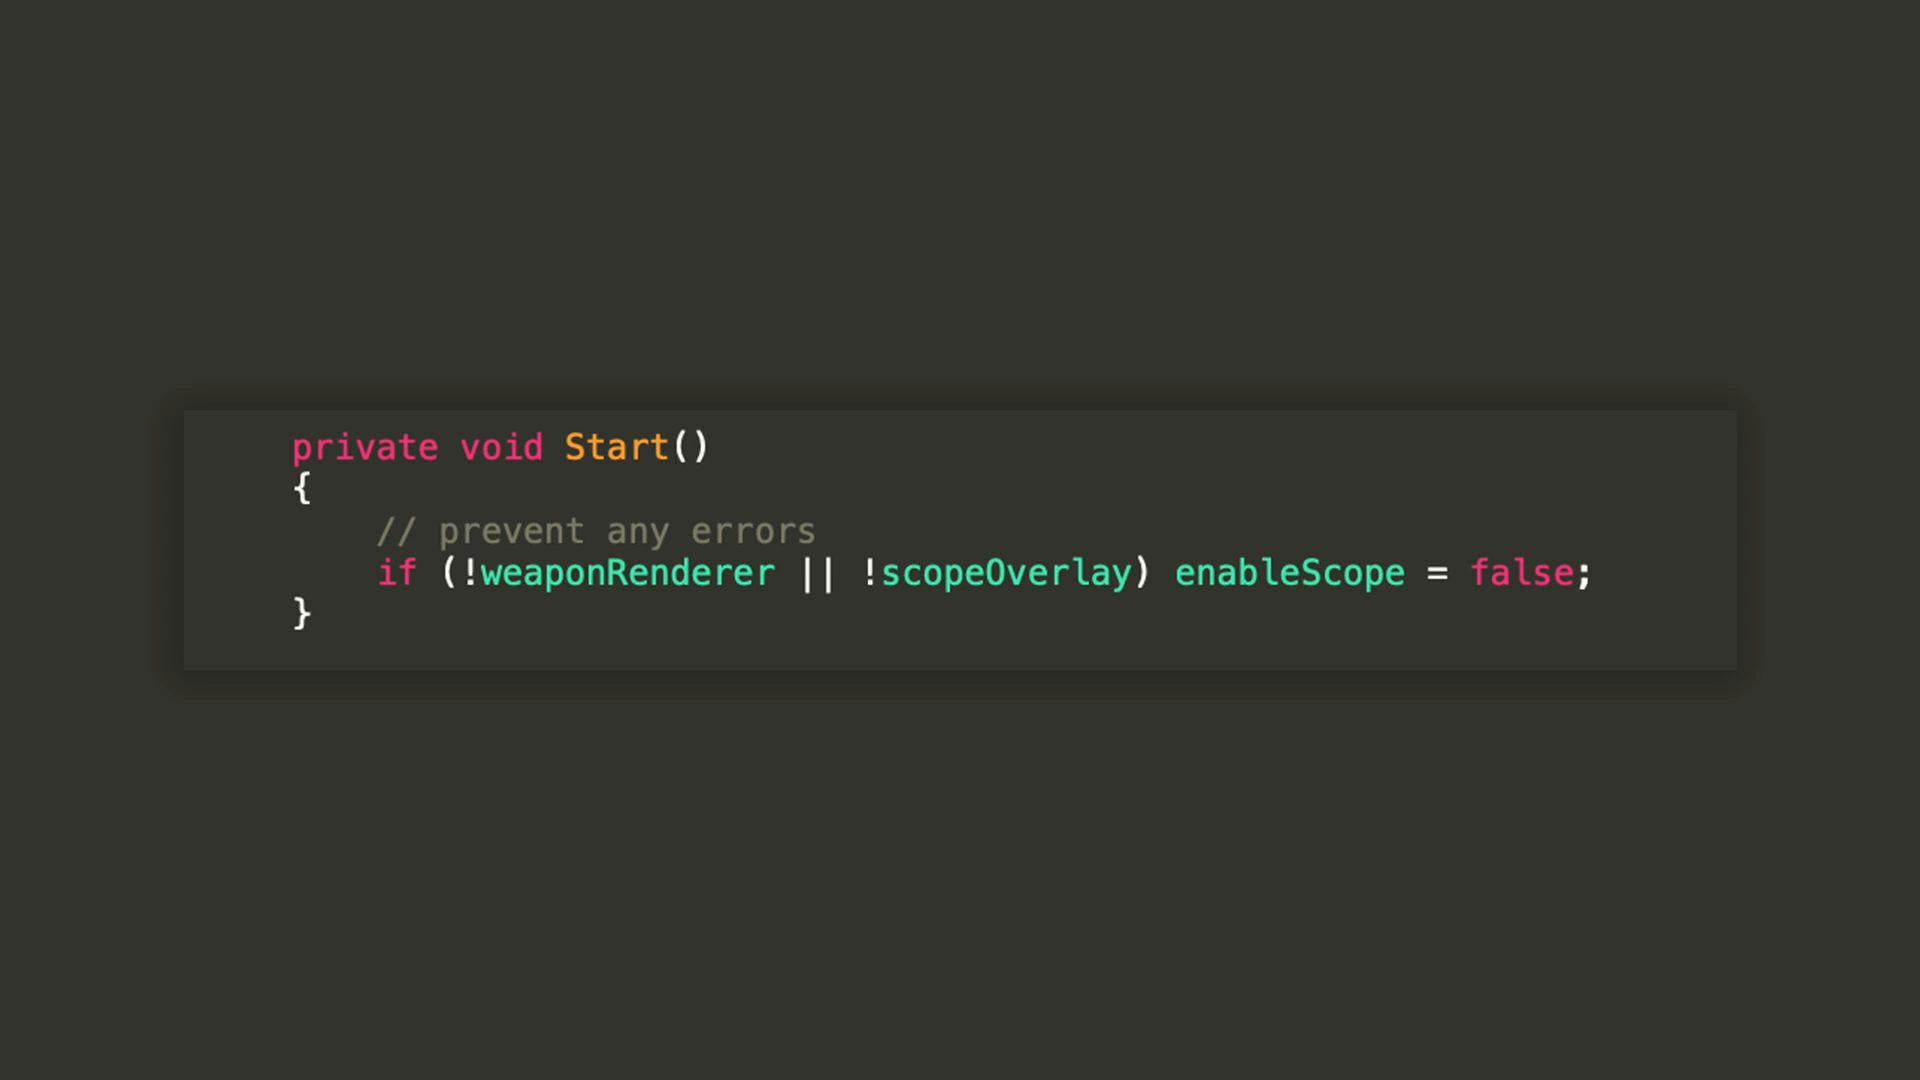 private void Start()
{
    // prevent any errors
    if (!weaponRenderer || !scopeOverlay) enableScope = false;
}